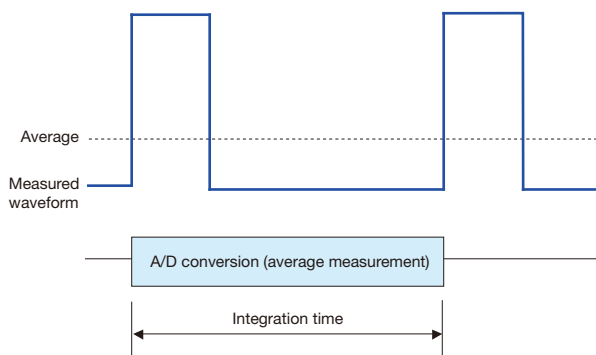 Average
Measured
waveform
A/D conversion (average measurement)
Integration time